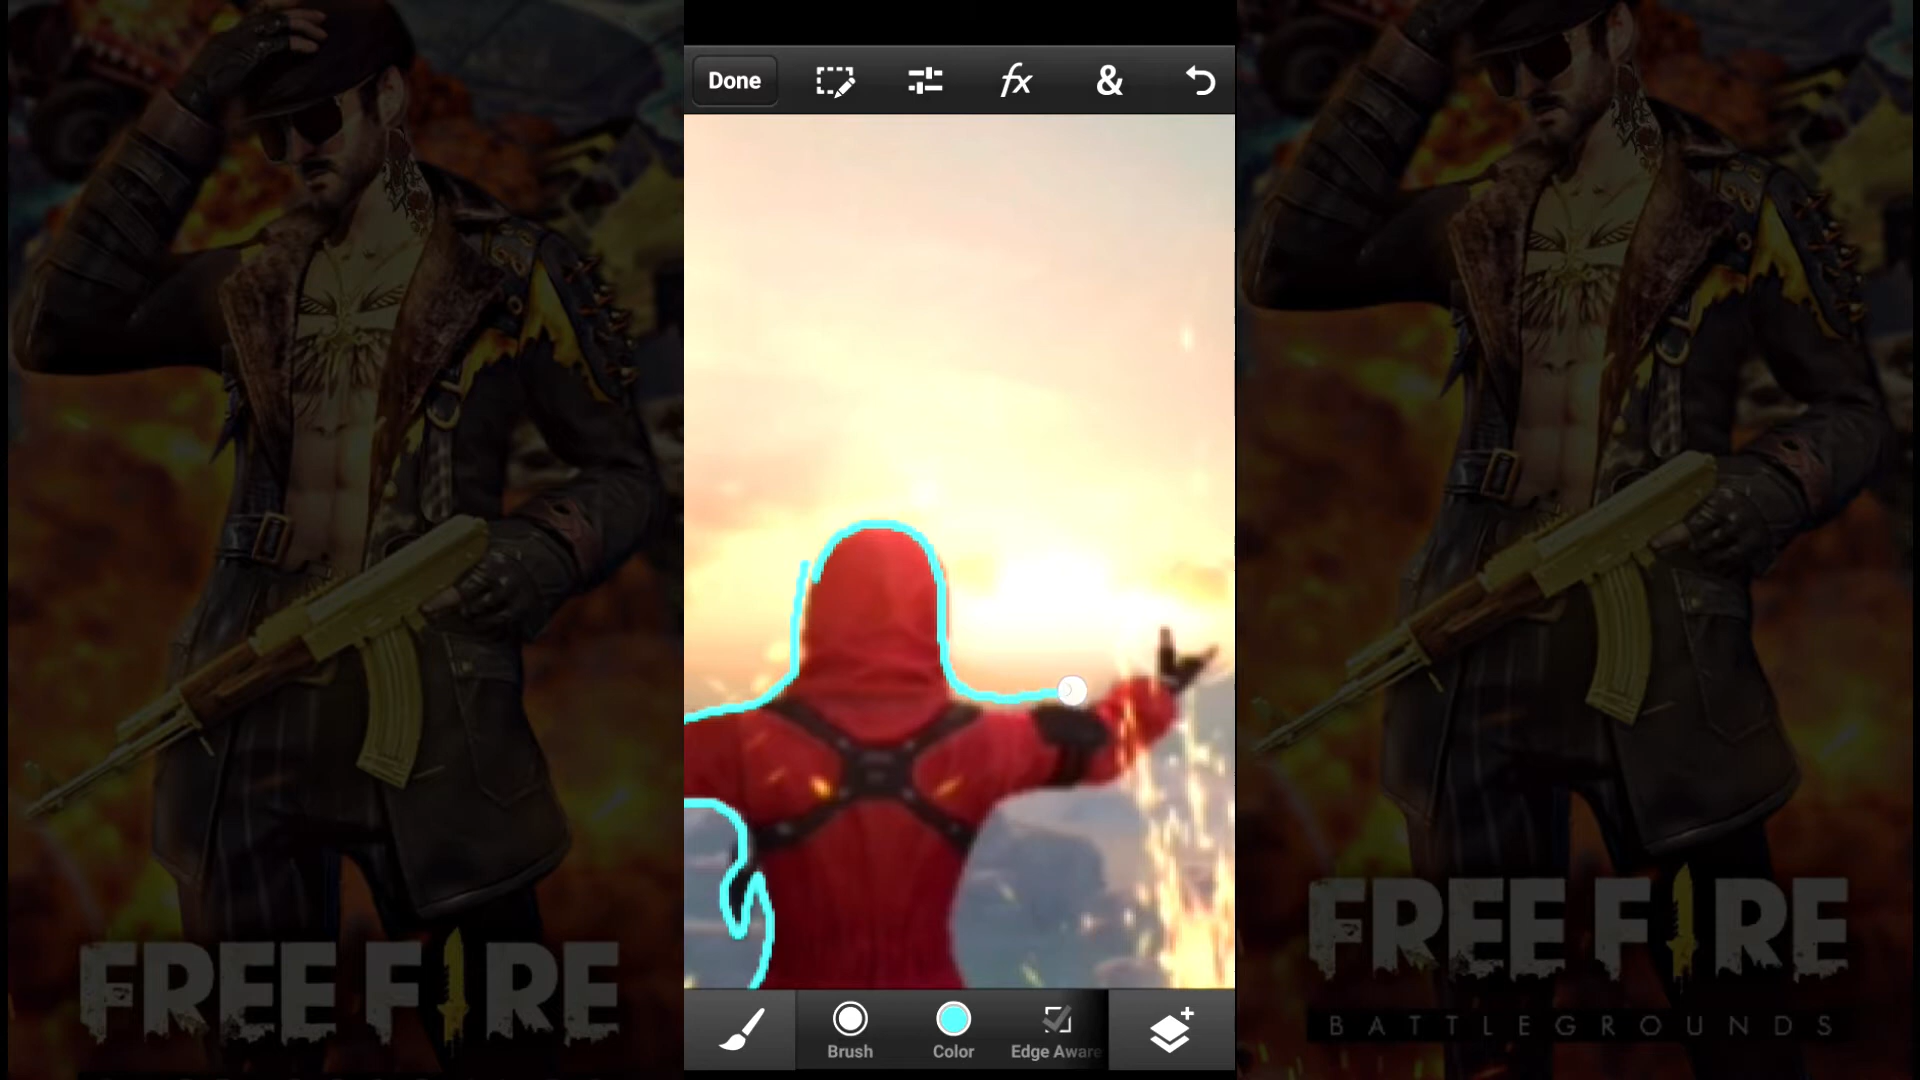 Done
fx
&
Brush
Color
Edge Aware
FREE FIRE
FREE FIRE
BATTLEGROUNDS